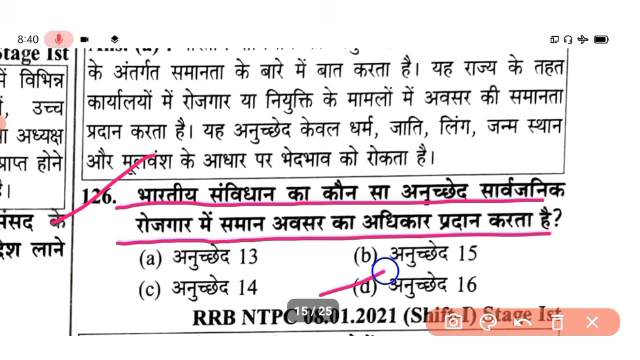 8:40
Stage Ist
में विभिन्न
उच्च
अध्यक्ष
प्राप्त होने
है।
संसद के
देश लाने
के अंतर्गत समानता के बारे में बात करता है। यह राज्य के तहत
कार्यालयों में रोजगार या नियुक्ति के मामलों में अवसर की समानता
प्रदान करता है। यह अनुच्छेद केवल धर्म, जाति, लिंग, जन्म स्थान
और मूलवंश के आधार पर भेदभाव को रोकता है।
126. भारतीय संविधान का कौन सा अनुच्छेद सार्वजनिक
रोजगार में समान अवसर का अधिकार प्रदान करता है?
(a) अनुच्छेद 13 (b) अनुच्छेद 15
(c) अनुच्छेद 14 (d) अनुच्छेद 16
15 / 25
RRB NTPC 08.01.2021 (Shift-I) Stage Ist